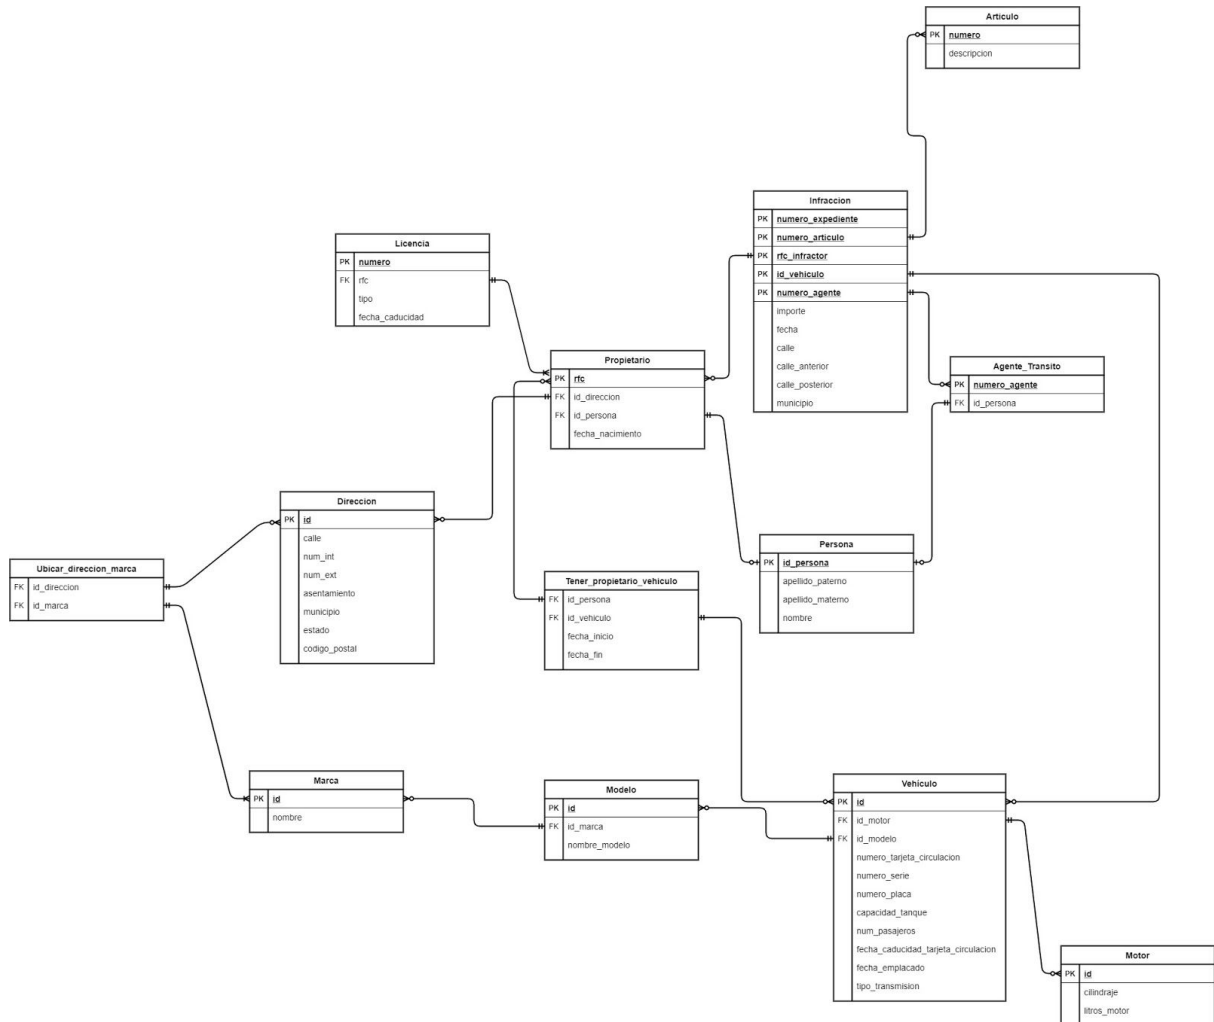 Articulo
PK numero
descripcion
Infraccion
PK numero_expediente
PK numero_articulo
PK rfc_infractor
PK id_vehiculo
PK numero_agente
importe
fecha
calle
calle_anterior
calle_posterior
municipio
Licencia
PK numero
FK rfc
tipo
fecha_caducidad
Propietario
PK rfc
FK id_direccion
FK id_persona
fecha_nacimiento
Agente_Transito
PK numero_agente
FK id_persona
Direccion
PK id
calle
num_int
num_ext
asentamiento
municipio
estado
codigo_postal
Persona
PK id_persona
apellido_paterno
apellido_materno
nombre
Ubicar_direccion_marca
FK id_direccion
FK id_marca
Tener_propietario_vehiculo
FK id_persona
FK id_vehiculo
fecha_inicio
fecha_fin
Marca
PK id
nombre
Modelo
PK id
FK id_marca
nombre_modelo
Vehículo
PK id
FK id_motor
FK id_modelo
numero_tarjeta_circulacion
numero_serie
numero_placa
capacidad_tanque
num_pasajeros
fecha_caducidad_tarjeta_circulacion
fecha_emplacado
tipo_transmision
Motor
PK id
cilindraje
litros_motor